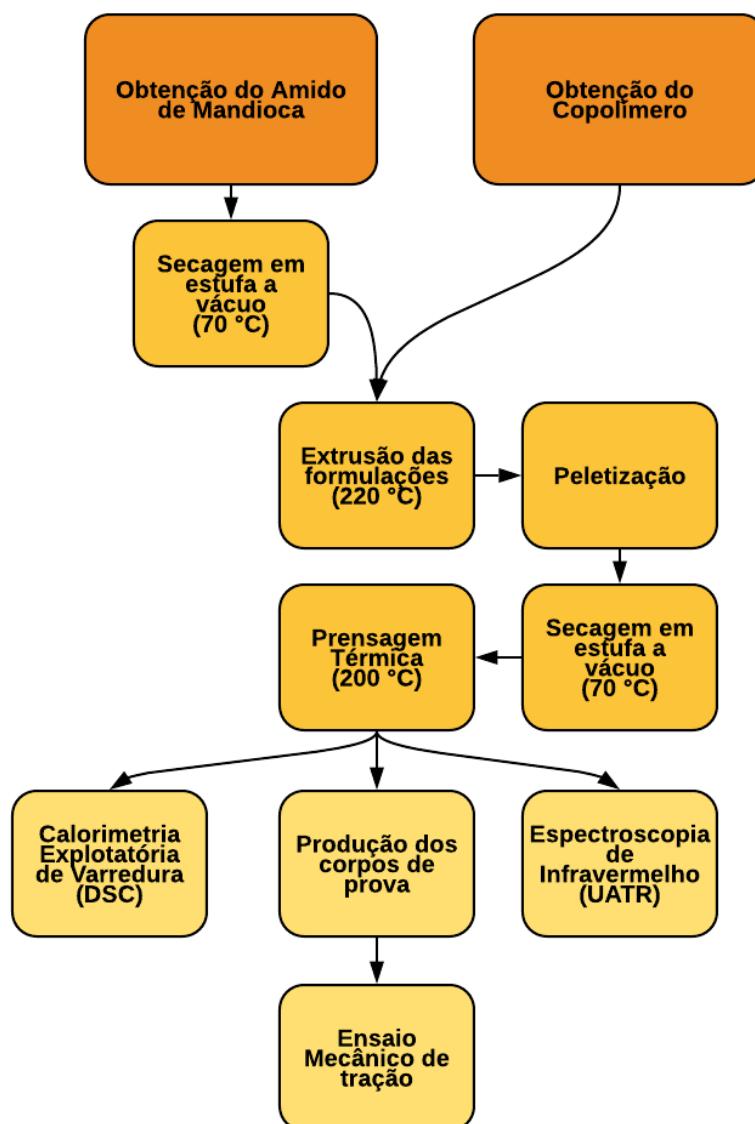 Obtenção do Amido
de Mandioca
Obtenção do
Copolímero
Secagem em
estufa a
vácuo
(70 °C)
Extrusão das
formulações
(220 °C)
Peletização
Prensagem
Térmica
(200 °C)
Secagem em
estufa a
vácuo
(70 °C)
Calorimetria
Explotatória
de Varredura
(DSC)
Produção dos
corpos de
prova
Espectroscopia
de
Infravermelho
(UATR)
Ensaio
Mecânico de
tração